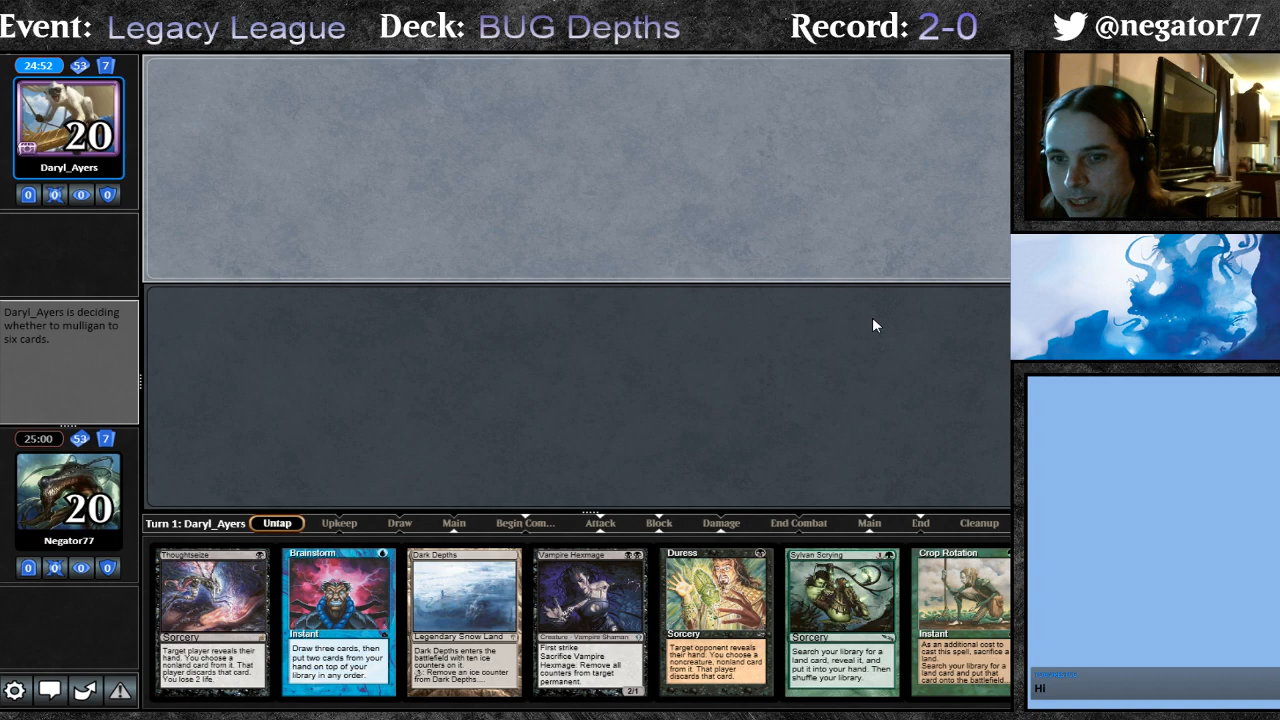 Event: Legacy League Deck: BUG Depths Record: 2-0 @negator77
24:52 53 7
20
Daryl_Ayers
0 0 0 0
Daryl_Ayers is deciding
whether to mulligan to
six cards.
25:00 53 7
20
Negator77
0 0 0 0
Turn 1: Daryl_Ayers Untap Upkeep Draw Main Begin Com... Attack Block Damage End Combat Main End Cleanup
Thoughtseize
Sorcery
Target player reveals their
hand. You choose a
nonland card from it. That
player discards that card.
You lose 2 life.
Brainstorm
Instant
Draw three cards, then
put two cards from your
hand on top of your
library in any order.
Dark Depths
Legendary Snow Land
Dark Depths enters the
battlefield with ten ice
counters on it.
3: Remove an ice counter
from Dark Depths....
Vampire Hexmage
Creature - Vampire Shaman
First strike
Sacrifice Vampire
Hexmage: Remove all
counters from target
permanent.
2/1
Duress
Sorcery
Target opponent reveals
their hand. You choose a
noncreature, nonland card
from it. That player
discards that card.
Sylvan Scrying 1
Sorcery
Search your library for a
land card, reveal it, and
put it into your hand. Then
shuffle your library.
Crop Rotation
Instant
As an additional cost to
cast this spell, sacrifice a
land.
Search your library for a
land card and put that
card onto the battlefield...
Hi